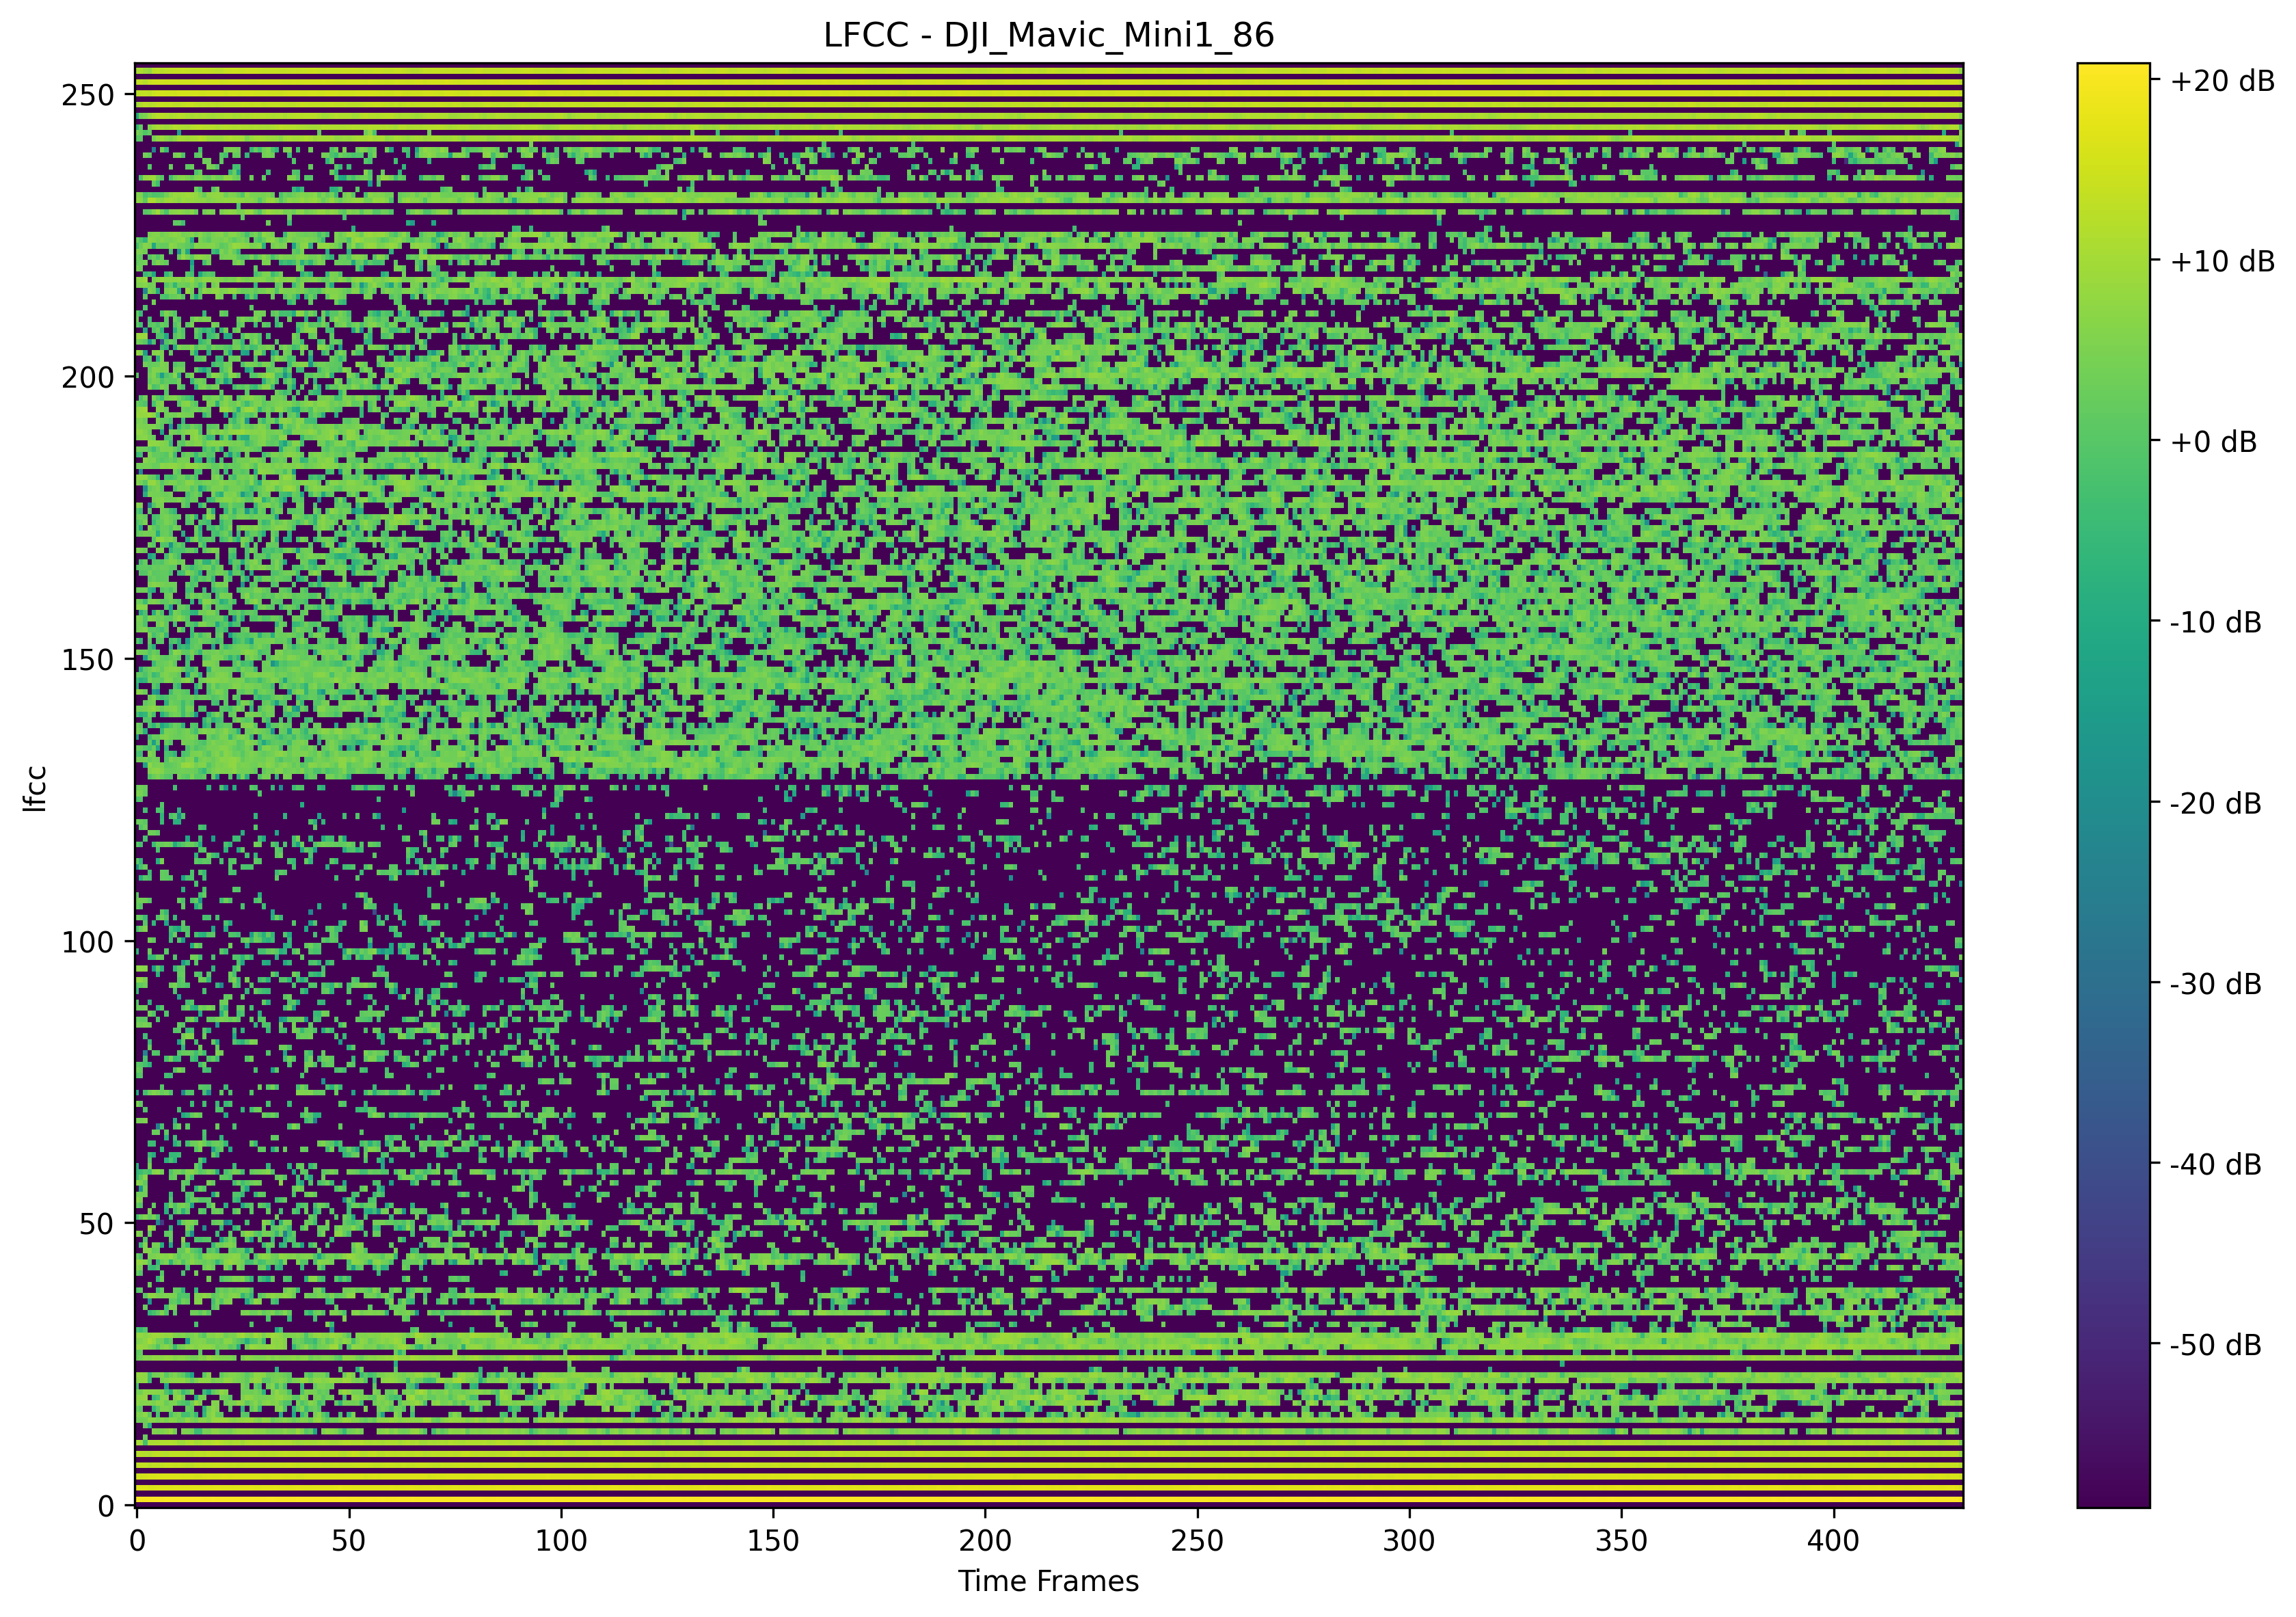 LFCC - DJI_Mavic_Mini1_86
250
200
150
100
50
0
lfcc
0 50 100 150 200 250 300 350 400
Time Frames
+20 dB
+10 dB
+0 dB
-10 dB
-20 dB
-30 dB
-40 dB
-50 dB